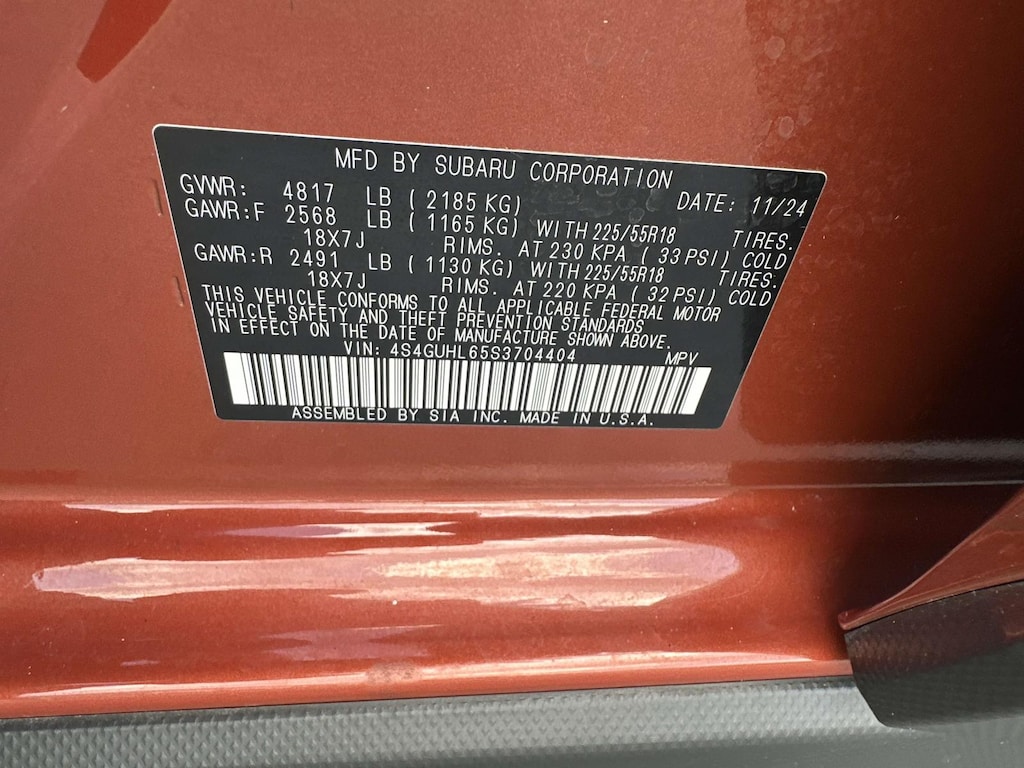 MFD BY SUBARU CORPORATION
GVWR: 4817 LB ( 2185 KG) DATE: 11/24
GAWR:F 2568 LB ( 1165 KG) WITH 225/55R18 TIRES.
18X7J RIMS. AT 230 KPA ( 33 PSI) COLD
GAWR:R 2491 LB ( 1130 KG) WITH 225/55R18 TIRES.
18X7J RIMS. AT 220 KPA ( 32 PSI) COLD
THIS VEHICLE CONFORMS TO ALL APPLICABLE FEDERAL MOTOR
VEHICLE SAFETY AND THEFT PREVENTION STANDARDS
IN EFFECT ON THE DATE OF MANUFACTURE SHOWN ABOVE.
VIN: 4S4GUHL65S3704404 MPV
ASSEMBLED BY SIA INC. MADE IN U.S.A.